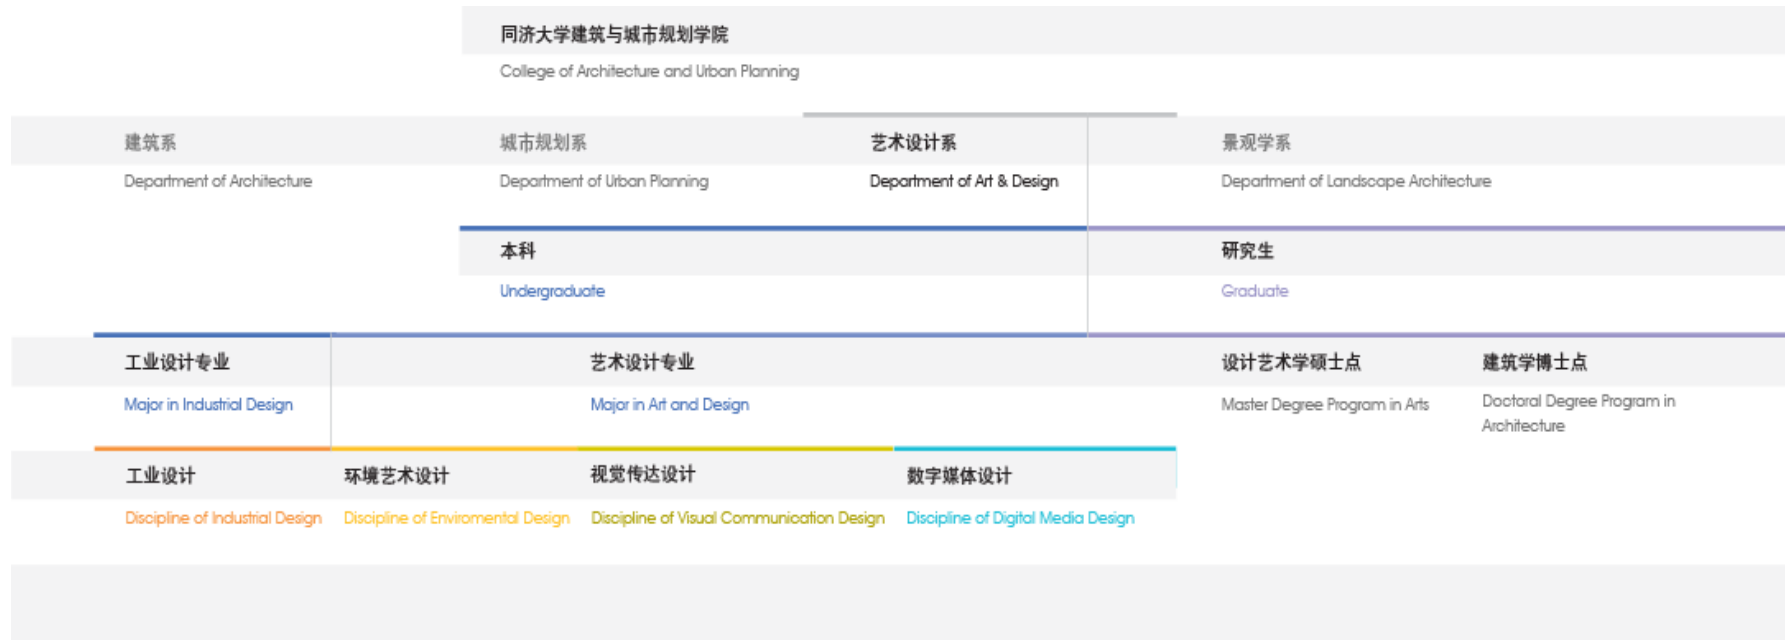 同济大学建筑与城市规划学院
College of Architecture and Urban Planning
建筑系
城市规划系
艺术设计系
景观学系
Department of Architecture
Department of Urban Planning
Department of Art & Design
Department of Landscape Architecture
本科
研究生
Undergraduate
Graduate
工业设计专业
艺术设计专业
设计艺术学硕士点
建筑学博士点
Major in Industrial Design
Major in Art and Design
Master Degree Program in Arts
Doctoral Degree Program in
Architecture
工业设计
环境艺术设计
视觉传达设计
数字媒体设计
Discipline of Industrial Design
Discipline of Enviromental Design
Discipline of Visual Communication Design
Discipline of Digital Media Design